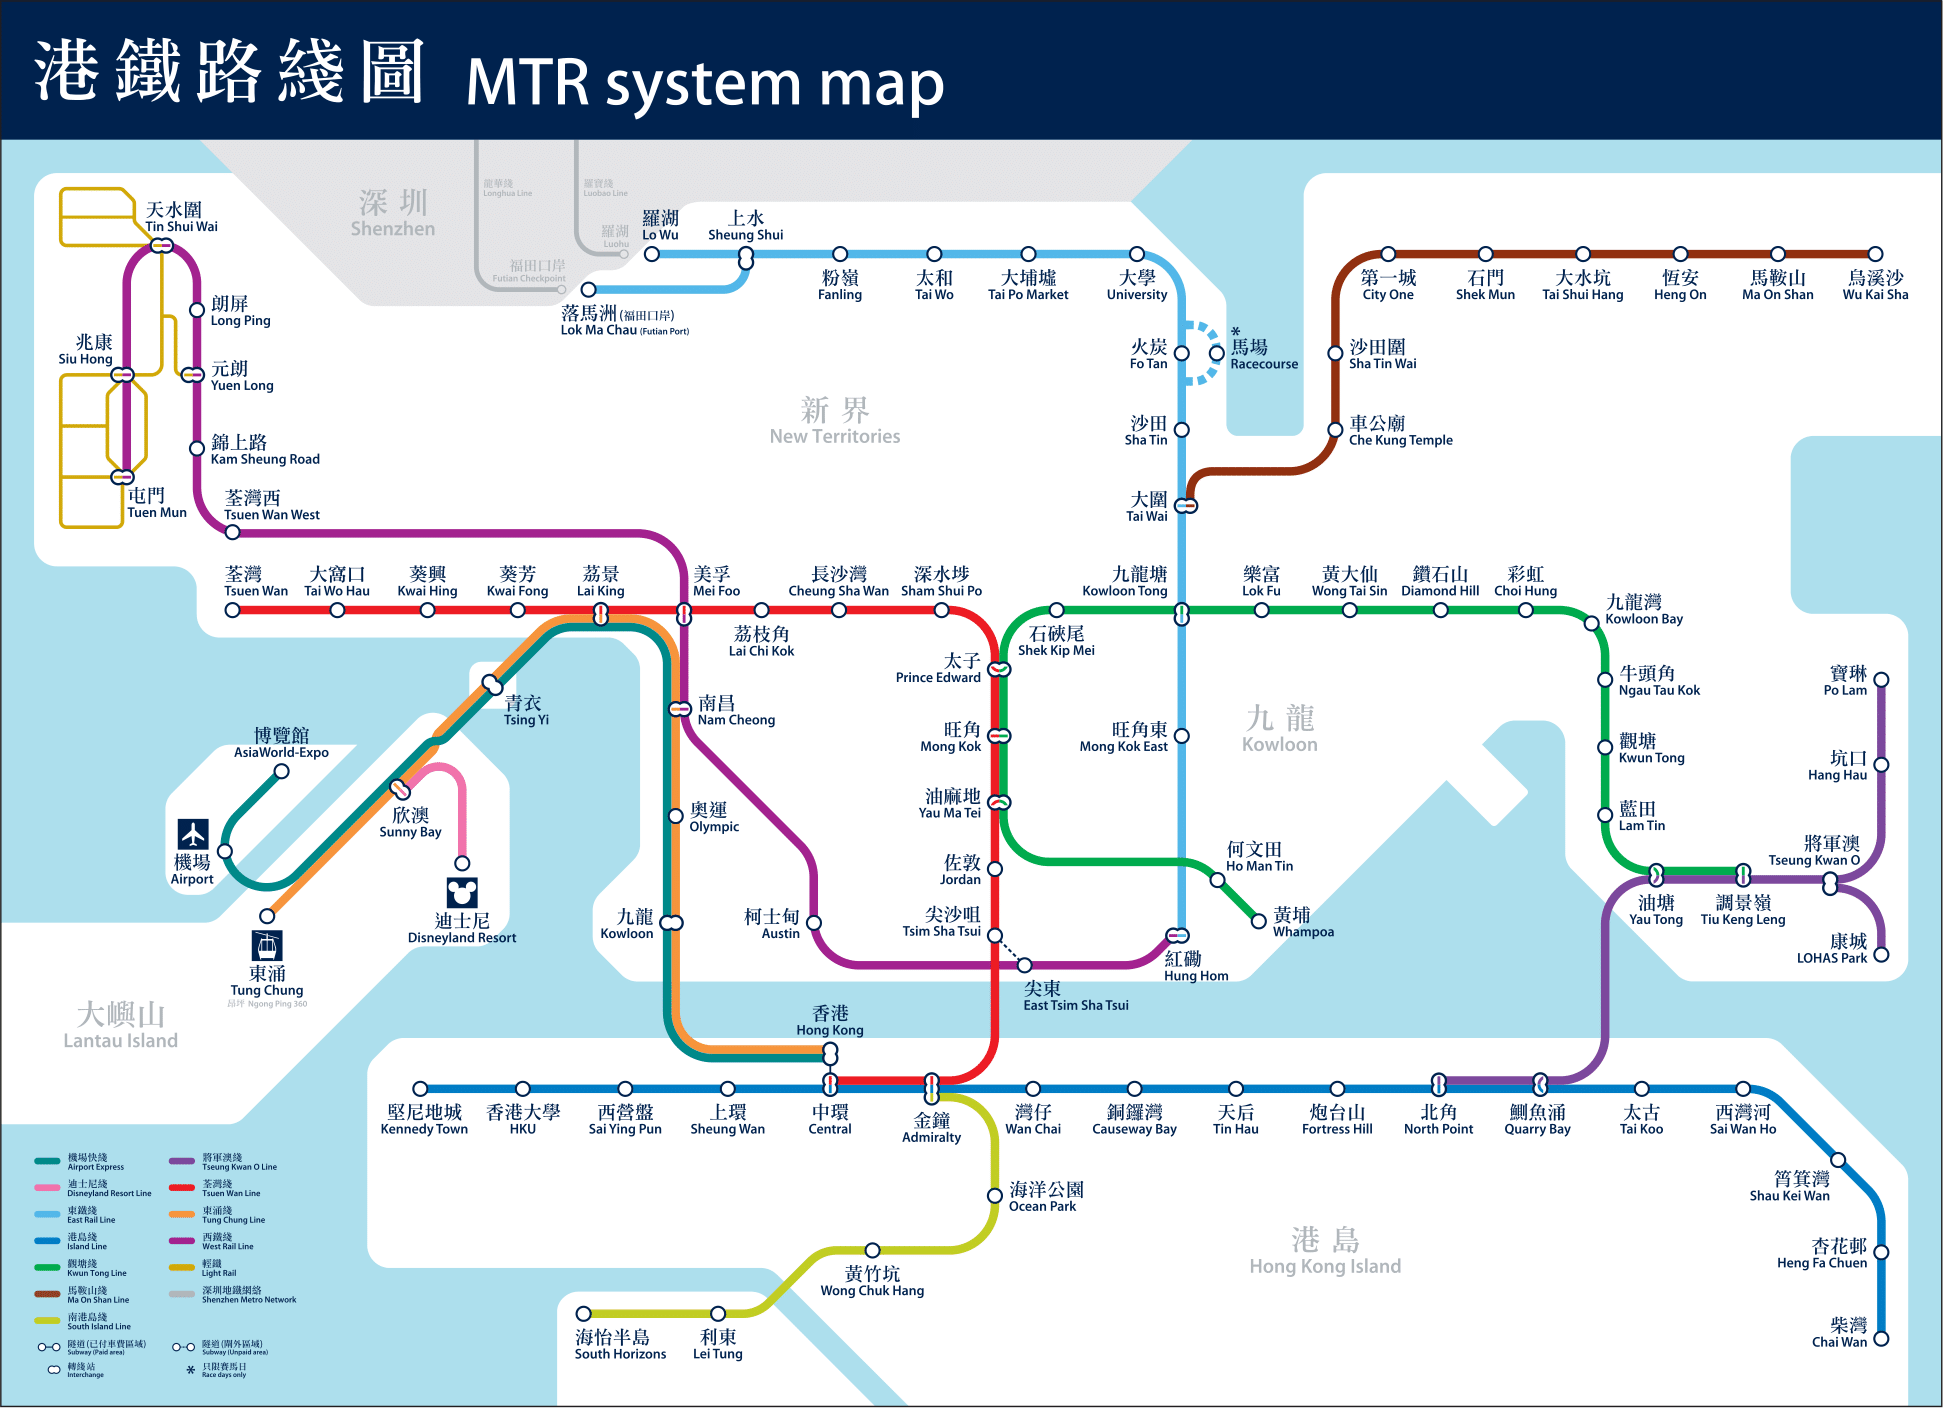 港鐵路綫圖 MTR system map
深圳
Shenzhen
龍華綫
Longhua Line
羅寶綫
Luobao Line
羅湖
Luohu
福田口岸
Futian Checkpoint
羅湖
Lo Wu
上水
Sheung Shui
落馬洲 (福田口岸)
Lok Ma Chau (Futian Port)
粉嶺
Fanling
太和
Tai Wo
大埔墟
Tai Po Market
大學
University
火炭
Fo Tan
*
馬場
Racecourse
沙田
Sha Tin
大圍
Tai Wai
第一城
City One
石門
Shek Mun
大水坑
Tai Shui Hang
恆安
Heng On
馬鞍山
Ma On Shan
烏溪沙
Wu Kai Sha
沙田圍
Sha Tin Wai
車公廟
Che Kung Temple
天水圍
Tin Shui Wai
朗屏
Long Ping
兆康
Siu Hong
元朗
Yuen Long
錦上路
Kam Sheung Road
屯門
Tuen Mun
荃灣西
Tsuen Wan West
新界
New Territories
荃灣
Tsuen Wan
大窩口
Tai Wo Hau
葵興
Kwai Hing
葵芳
Kwai Fong
荔景
Lai King
美孚
Mei Foo
荔枝角
Lai Chi Kok
長沙灣
Cheung Sha Wan
深水埗
Sham Shui Po
石硤尾
Shek Kip Mei
九龍塘
Kowloon Tong
樂富
Lok Fu
黃大仙
Wong Tai Sin
鑽石山
Diamond Hill
彩虹
Choi Hung
九龍灣
Kowloon Bay
牛頭角
Ngau Tau Kok
觀塘
Kwun Tong
藍田
Lam Tin
油塘
Yau Tong
調景嶺
Tiu Keng Leng
將軍澳
Tseung Kwan O
寶琳
Po Lam
坑口
Hang Hau
康城
LOHAS Park
太子
Prince Edward
旺角
Mong Kok
旺角東
Mong Kok East
油麻地
Yau Ma Tei
佐敦
Jordan
尖沙咀
Tsim Sha Tsui
尖東
East Tsim Sha Tsui
紅磡
Hung Hom
何文田
Ho Man Tin
黃埔
Whampoa
九龍
Kowloon
青衣
Tsing Yi
南昌
Nam Cheong
奧運
Olympic
九龍
Kowloon
柯士甸
Austin
博覽館
AsiaWorld-Expo
機場
Airport
欣澳
Sunny Bay
迪士尼
Disneyland Resort
東涌
Tung Chung
昂坪 Ngong Ping 360
大嶼山
Lantau Island
香港
Hong Kong
堅尼地城
Kennedy Town
香港大學
HKU
西營盤
Sai Ying Pun
上環
Sheung Wan
中環
Central
金鐘
Admiralty
灣仔
Wan Chai
銅鑼灣
Causeway Bay
天后
Tin Hau
炮台山
Fortress Hill
北角
North Point
鰂魚涌
Quarry Bay
太古
Tai Koo
西灣河
Sai Wan Ho
筲箕灣
Shau Kei Wan
杏花邨
Heng Fa Chuen
柴灣
Chai Wan
海洋公園
Ocean Park
黃竹坑
Wong Chuk Hang
利東
Lei Tung
海怡半島
South Horizons
港島
Hong Kong Island
機場快綫
Airport Express
迪士尼綫
Disneyland Resort Line
東鐵綫
East Rail Line
港島綫
Island Line
觀塘綫
Kwun Tong Line
馬鞍山綫
Ma On Shan Line
南港島綫
South Island Line
隧道 (已付車費區域)
Subway (Paid area)
轉綫站
Interchange
將軍澳綫
Tseung Kwan O Line
荃灣綫
Tsuen Wan Line
東涌綫
Tung Chung Line
西鐵綫
West Rail Line
輕鐵
Light Rail
深圳地鐵網絡
Shenzhen Metro Network
隧道 (閘外區域)
Subway (Unpaid area)
* 只限賽馬日
Race days only